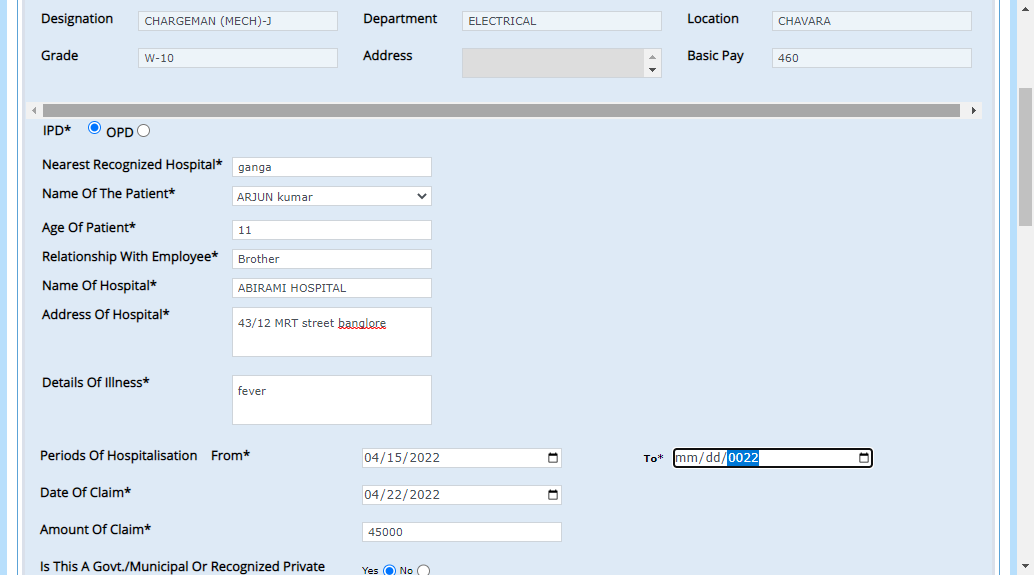 Designation CHARGEMAN (MECH)-J Department ELECTRICAL Location CHAVARA
Grade W-10 Address Basic Pay 460
IPD* OPD
Nearest Recognized Hospital* ganga
Name Of The Patient* ARJUN kumar
Age Of Patient* 11
Relationship With Employee* Brother
Name Of Hospital* ABIRAMI HOSPITAL
Address Of Hospital* 43/12 MRT street banglore
Details Of Illness* fever
Periods Of Hospitalisation From* 04/15/2022 To* mm/dd/0022
Date Of Claim* 04/22/2022
Amount Of Claim* 45000
Is This A Govt./Municipal Or Recognized Private Yes No